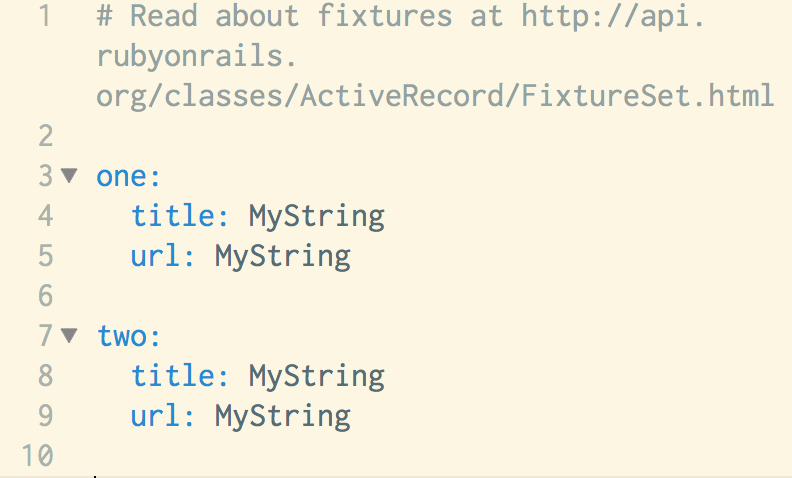 1 # Read about fixtures at http://api.
rubyonrails.
org/classes/ActiveRecord/FixtureSet.html
2
3 one:
4 title: MyString
5 url: MyString
6
7 two:
8 title: MyString
9 url: MyString
10